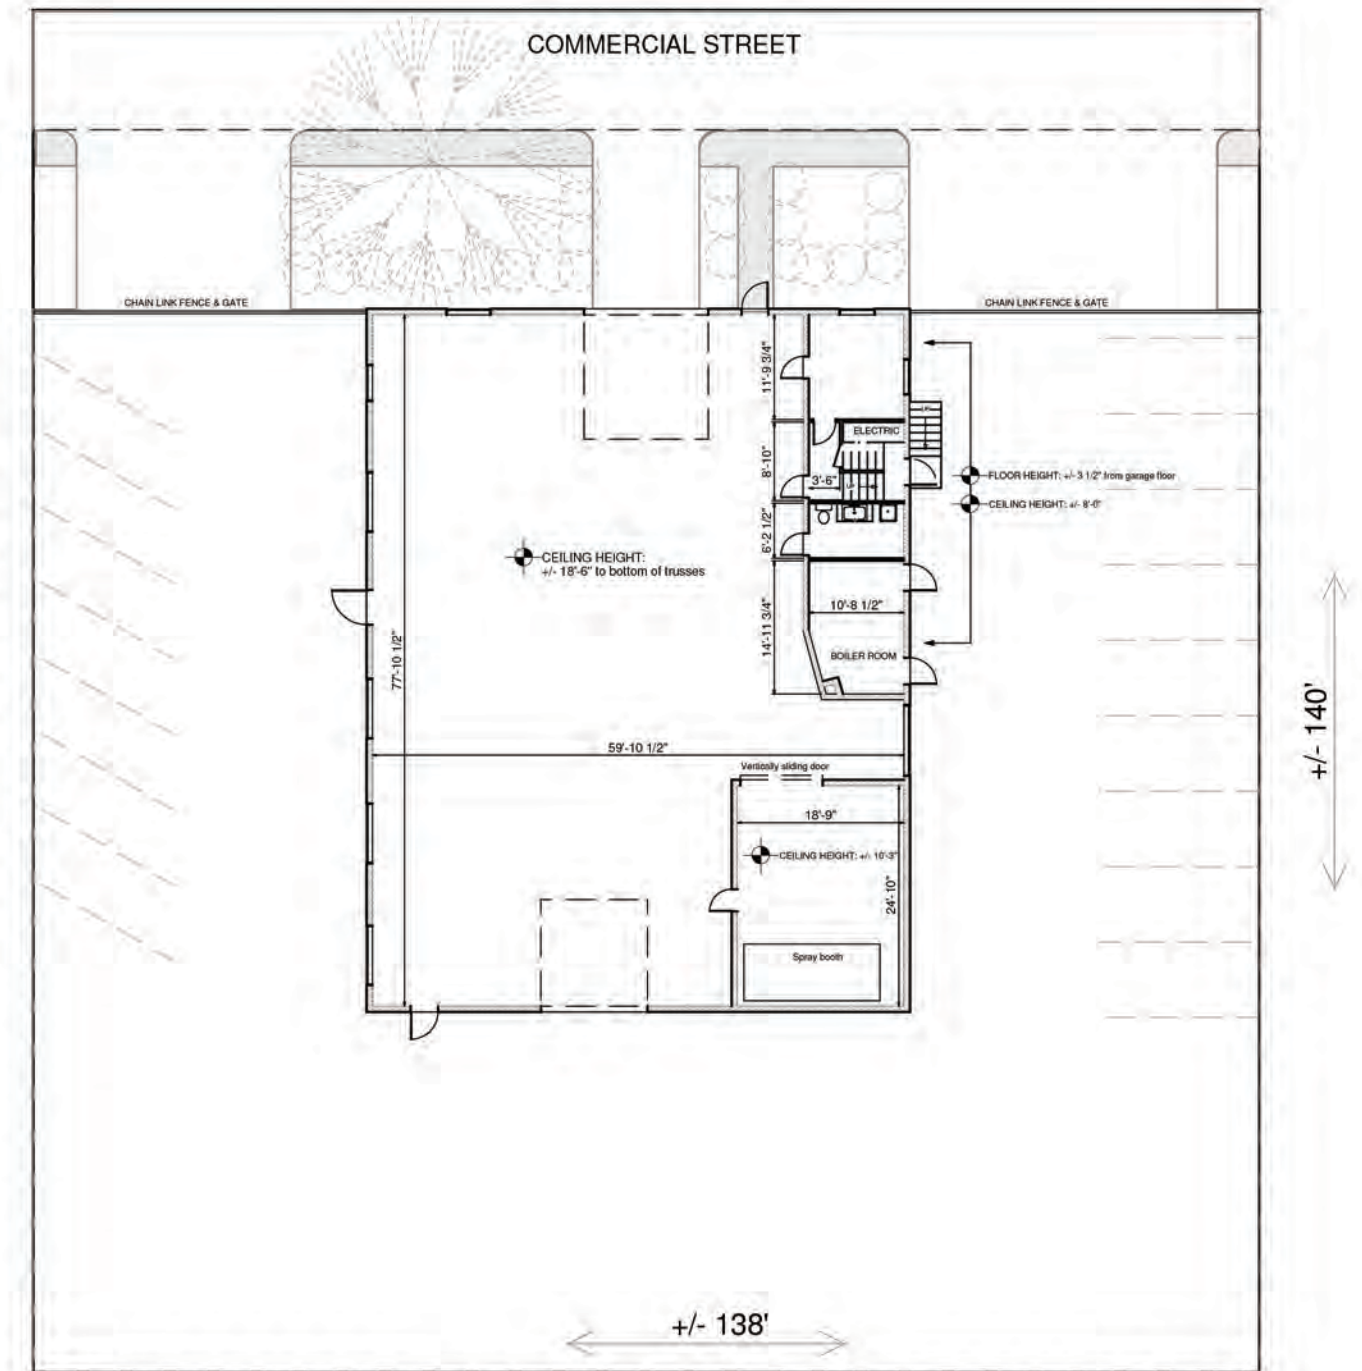 COMMERCIAL STREET
CHAIN LINK FENCE & GATE
CHAIN LINK FENCE & GATE
11'-9 3/4"
ELECTRIC
8'-10"
3'-6"
FLOOR HEIGHT: +/- 3 1/2" from garage floor
CEILING HEIGHT: +/- 8'-0"
6'-2 1/2"
CEILING HEIGHT:
+/- 18'-6" to bottom of trusses
10'-8 1/2"
14'-11 3/4"
77'-10 1/2"
BOILER ROOM
+/- 140'
59'-10 1/2"
Vertically sliding door
18'-9"
CEILING HEIGHT: +/- 10'-3"
24'-10"
Spray booth
+/- 138'